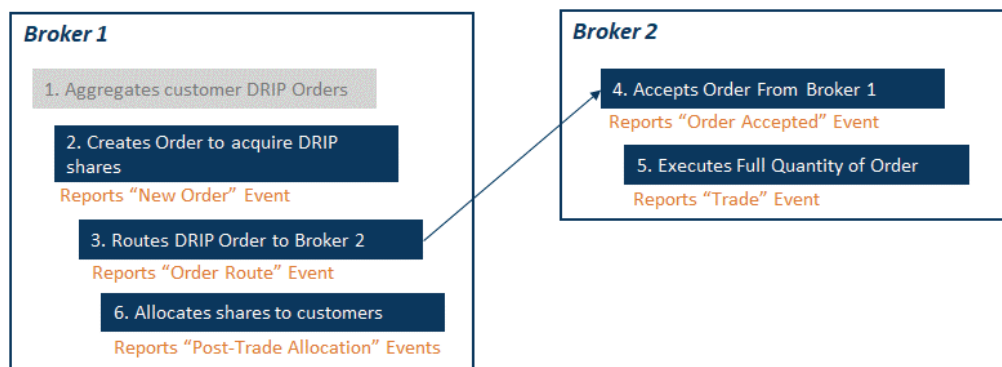 Broker 1
1. Aggregates customer DRIP Orders
2. Creates Order to acquire DRIP
shares
Reports “New Order” Event
3. Routes DRIP Order to Broker 2
Reports “Order Route” Event
6. Allocates shares to customers
Reports “Post-Trade Allocation” Events
Broker 2
4. Accepts Order From Broker 1
Reports “Order Accepted” Event
5. Executes Full Quantity of Order
Reports “Trade” Event